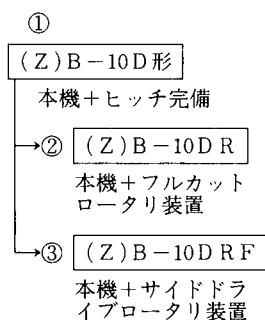 ①
(Z)B－10D形
本機＋ヒッチ完備
② (Z)B－10DR
本機＋フルカット
ロータリ装置
③ (Z)B－10DRF
本機＋サイドドラ
イブロータリ装置